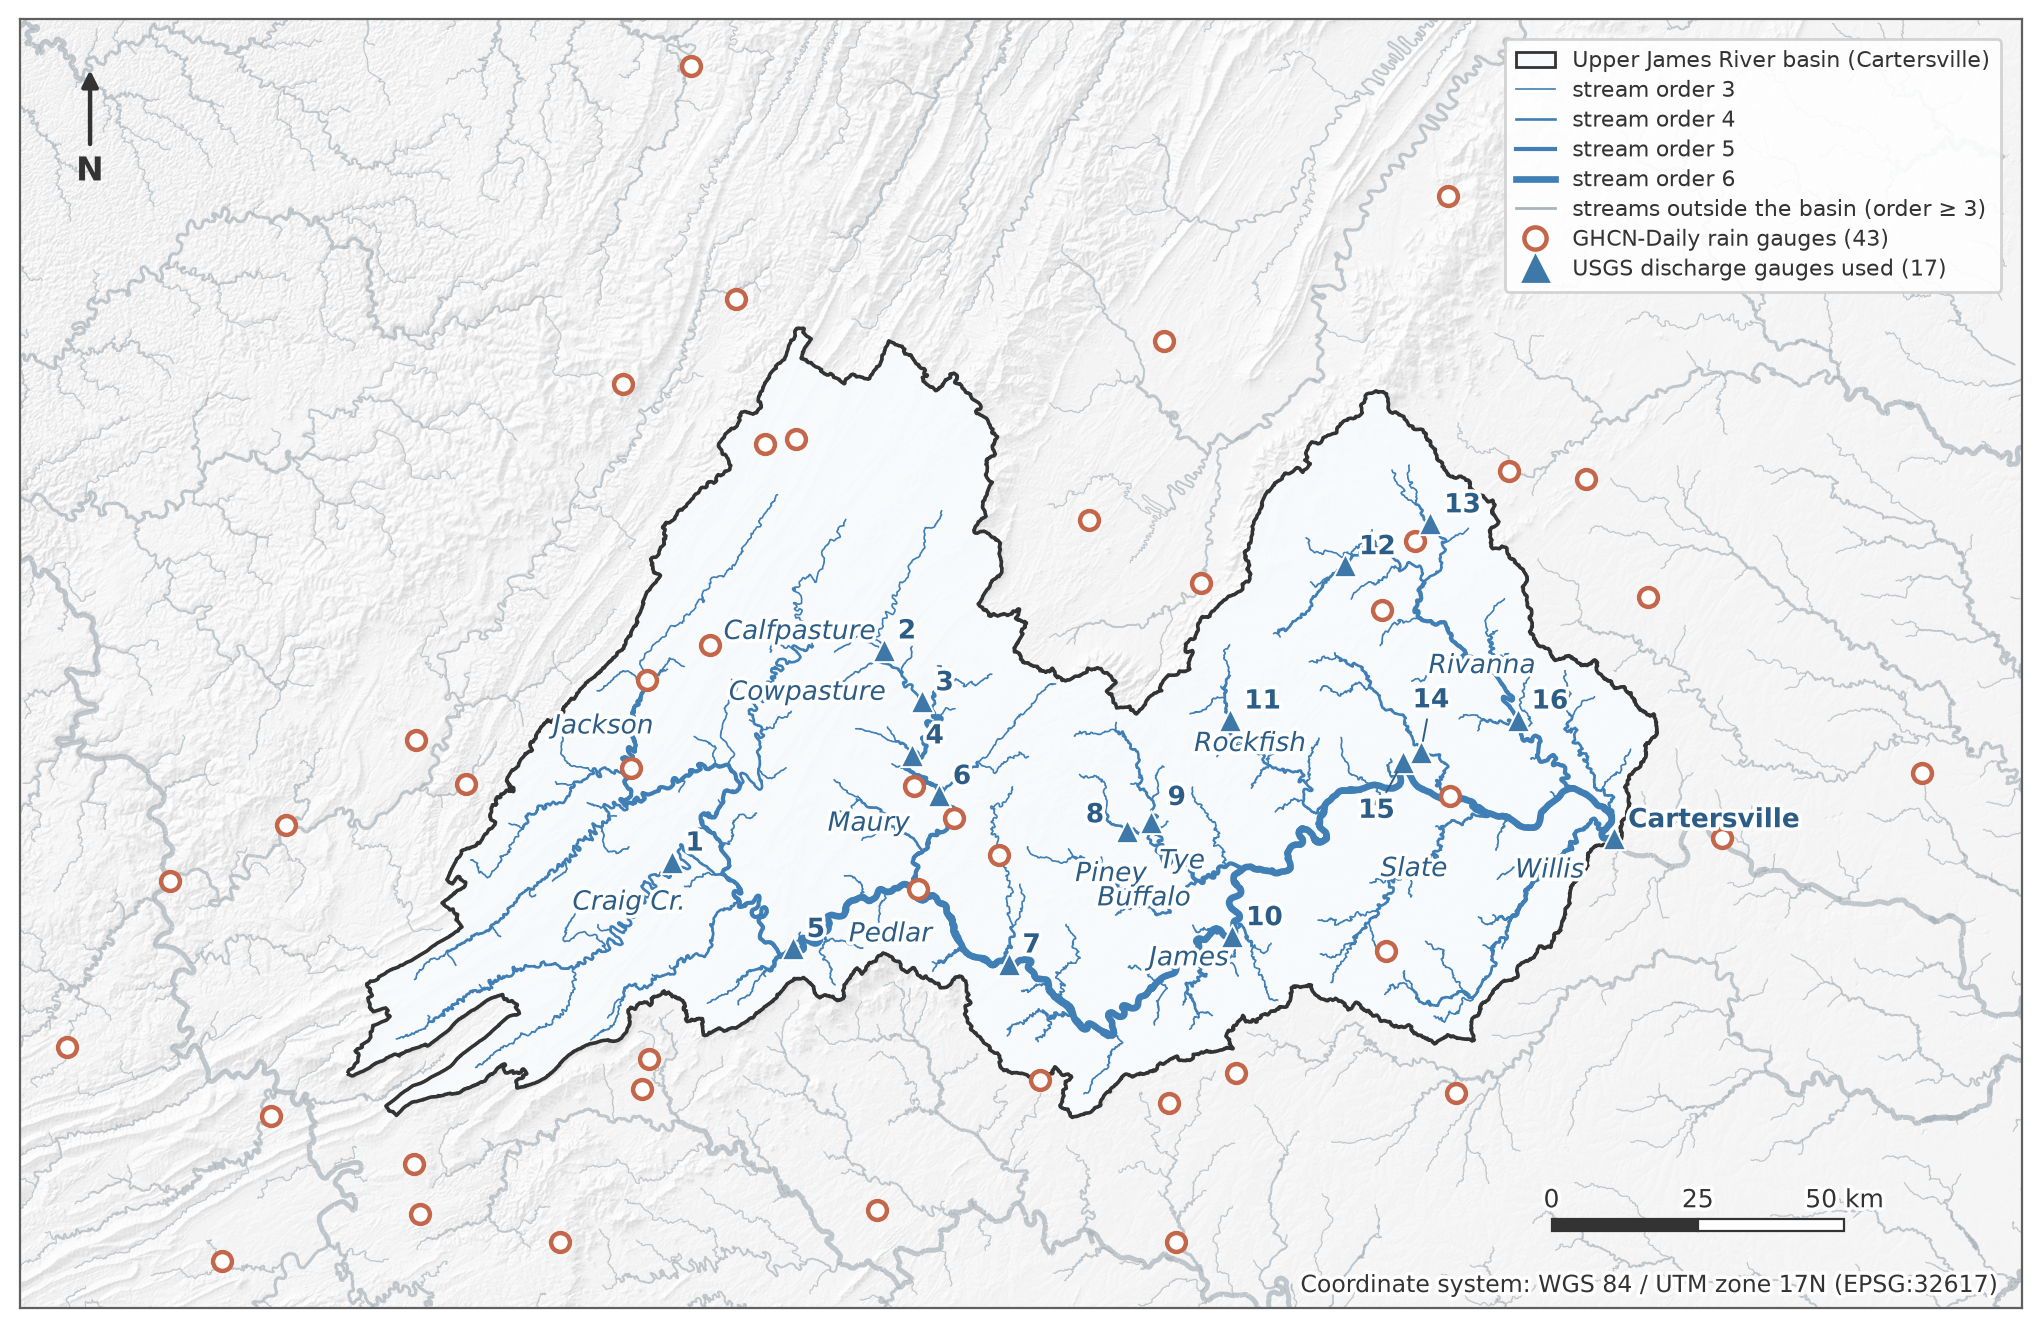 Upper James River basin (Cartersville)
stream order 3
stream order 4
stream order 5
stream order 6
streams outside the basin (order ≥ 3)
GHCN-Daily rain gauges (43)
USGS discharge gauges used (17)
N
13
12
Calfpasture
2
Rivanna
3
Cowpasture
14
16
11
Jackson
4
Rockfish
6
9
15
8
Cartersville
Maury
1
Tye
Piney
Slate
Willis
Craig Cr.
Buffalo
10
5
Pedlar
7
James
0 25 50 km
Coordinate system: WGS 84 / UTM zone 17N (EPSG:32617)